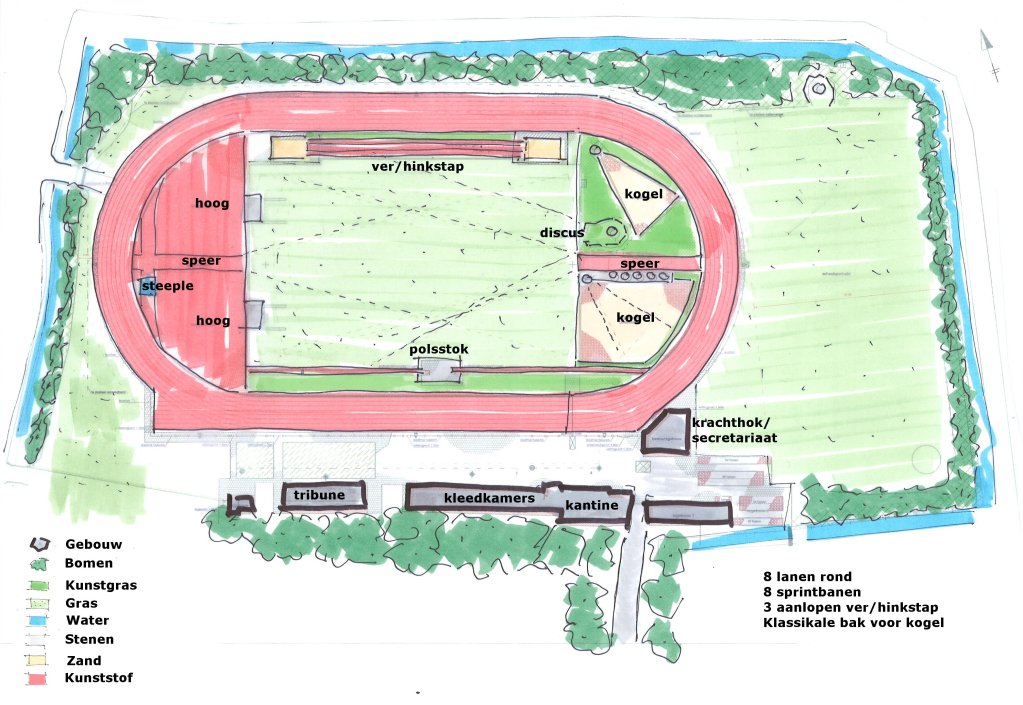 ver/hinkstap
kogel
hoog
discus
speer
speer
steeple
hoog
kogel
polsstok
krachthok/
secretariaat
tribune
kleedkamers
kantine
Gebouw
Bomen
Kunstgras
Gras
Water
Stenen
Zand
Kunststof
8 lanen rond
8 sprintbanen
3 aanlopen ver/hinkstap
Klassikale bak voor kogel